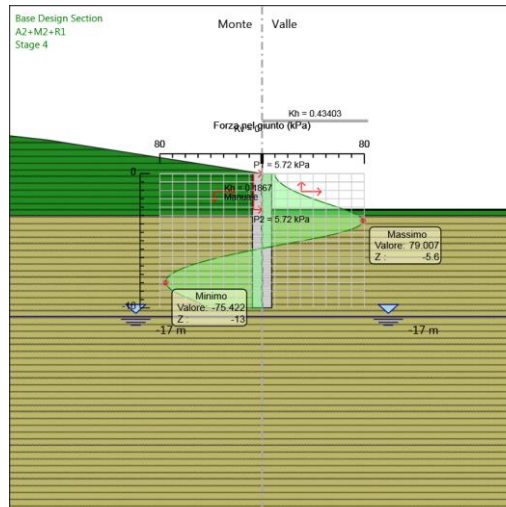 Base Design Section
A2+M2+R1
Stage 4
Monte
Valle
Kh = 0.43403
Forza nel giunto (kPa)
80
80
P1 = 5.72 kPa
0
Kh = 0.1867
Manuale
P2 = 5.72 kPa
Massimo
Valore: 79.007
Z : -5.6
Minimo
Valore: -75.422
Z : -13
-17 m
-17 m